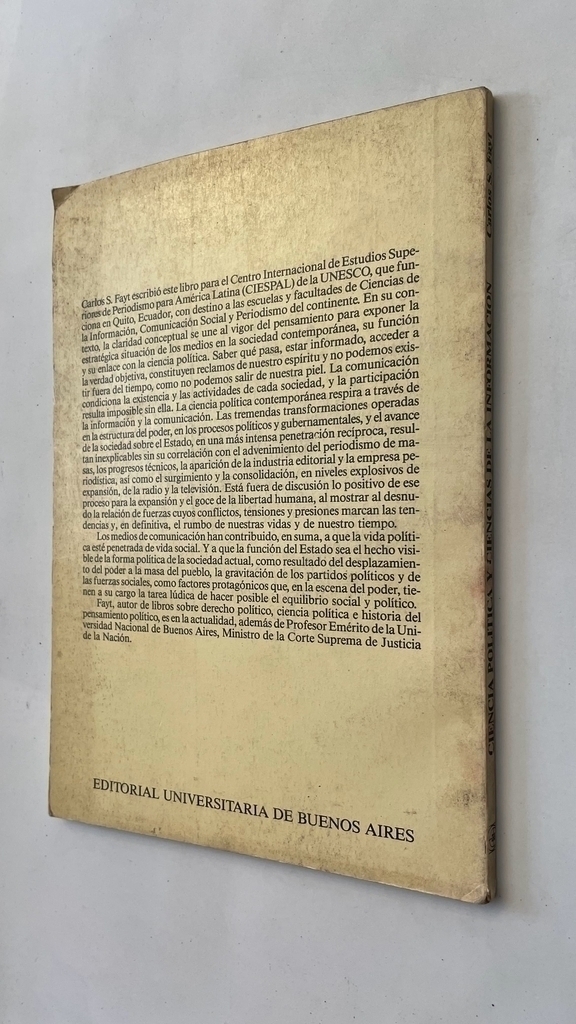 Carlos S. Fayt escribió este libro para el Centro Internacional de Estudios Supe-
riores de Periodismo para América Latina (CIESPAL) de la UNESCO, que fun-
ciona en Quito, Ecuador, con destino a las escuelas y facultades de Ciencias de
la Información, Comunicación Social y Periodismo del continente. En su con-
texto, la claridad conceptual se une al vigor del pensamiento para exponer la
estratégica situación de los medios en la sociedad contemporánea, su función
y su enlace con la ciencia política. Saber qué pasa, estar informado, acceder a
la verdad objetiva, constituyen reclamos de nuestro espíritu y no podemos exis-
tir fuera del tiempo, como no podemos salir de nuestra piel. La comunicación
condiciona la existencia y las actividades de cada sociedad, y la participación
resulta imposible sin ella. La ciencia política contemporánea respira a través de
la información y la comunicación. Las tremendas transformaciones operadas
en la estructura del poder, en los procesos políticos y gubernamentales, y el avance
de la sociedad sobre el Estado, en una más intensa penetración recíproca, resul-
tan inexplicables sin su correlación con el advenimiento del periodismo de ma-
sas, los progresos técnicos, la aparición de la industria editorial y la empresa pe-
riodística, así como el surgimiento y la consolidación, en niveles explosivos de
expansión, de la radio y la televisión. Está fuera de discusión lo positivo de ese
proceso para la expansión y el goce de la libertad humana, al mostrar al desnu-
do la relación de fuerzas cuyos conflictos, tensiones y presiones marcan las ten-
dencias y, en definitiva, el rumbo de nuestras vidas y de nuestro tiempo.
Los medios de comunicación han contribuido, en suma, a que la vida políti-
ca esté penetrada de vida social. Y a que la función del Estado sea el hecho visi-
ble de la forma política de la sociedad actual, como resultado del desplazamien-
to del poder a la masa del pueblo, la gravitación de los partidos políticos y de
las fuerzas sociales, como factores protagónicos que, en la escena del poder, tie-
nen a su cargo la tarea lúdica de hacer posible el equilibrio social y político.
Fayt, autor de libros sobre derecho político, ciencia política e historia del
pensamiento político, es en la actualidad, además de Profesor Emérito de la Uni-
versidad Nacional de Buenos Aires, Ministro de la Corte Suprema de Justicia
de la Nación.
EDITORIAL UNIVERSITARIA DE BUENOS AIRES
CIENCIA POLÍTICA Y CIENCIAS DE LA INFORMACIÓN
Carlos S. Fayt